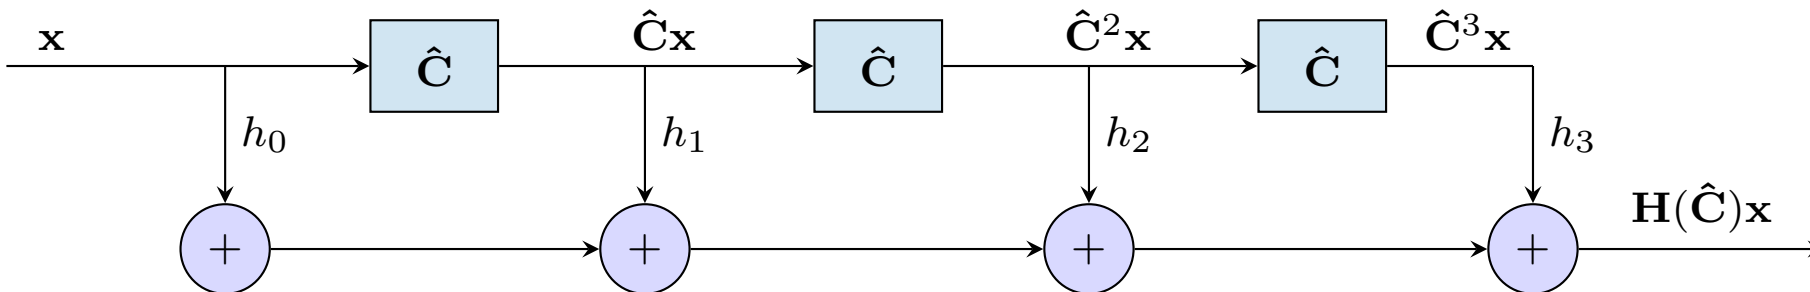 x Ĉx Ĉ²x Ĉ³x
Ĉ Ĉ Ĉ
h₀ h₁ h₂ h₃
H(Ĉ)x
+ + + +